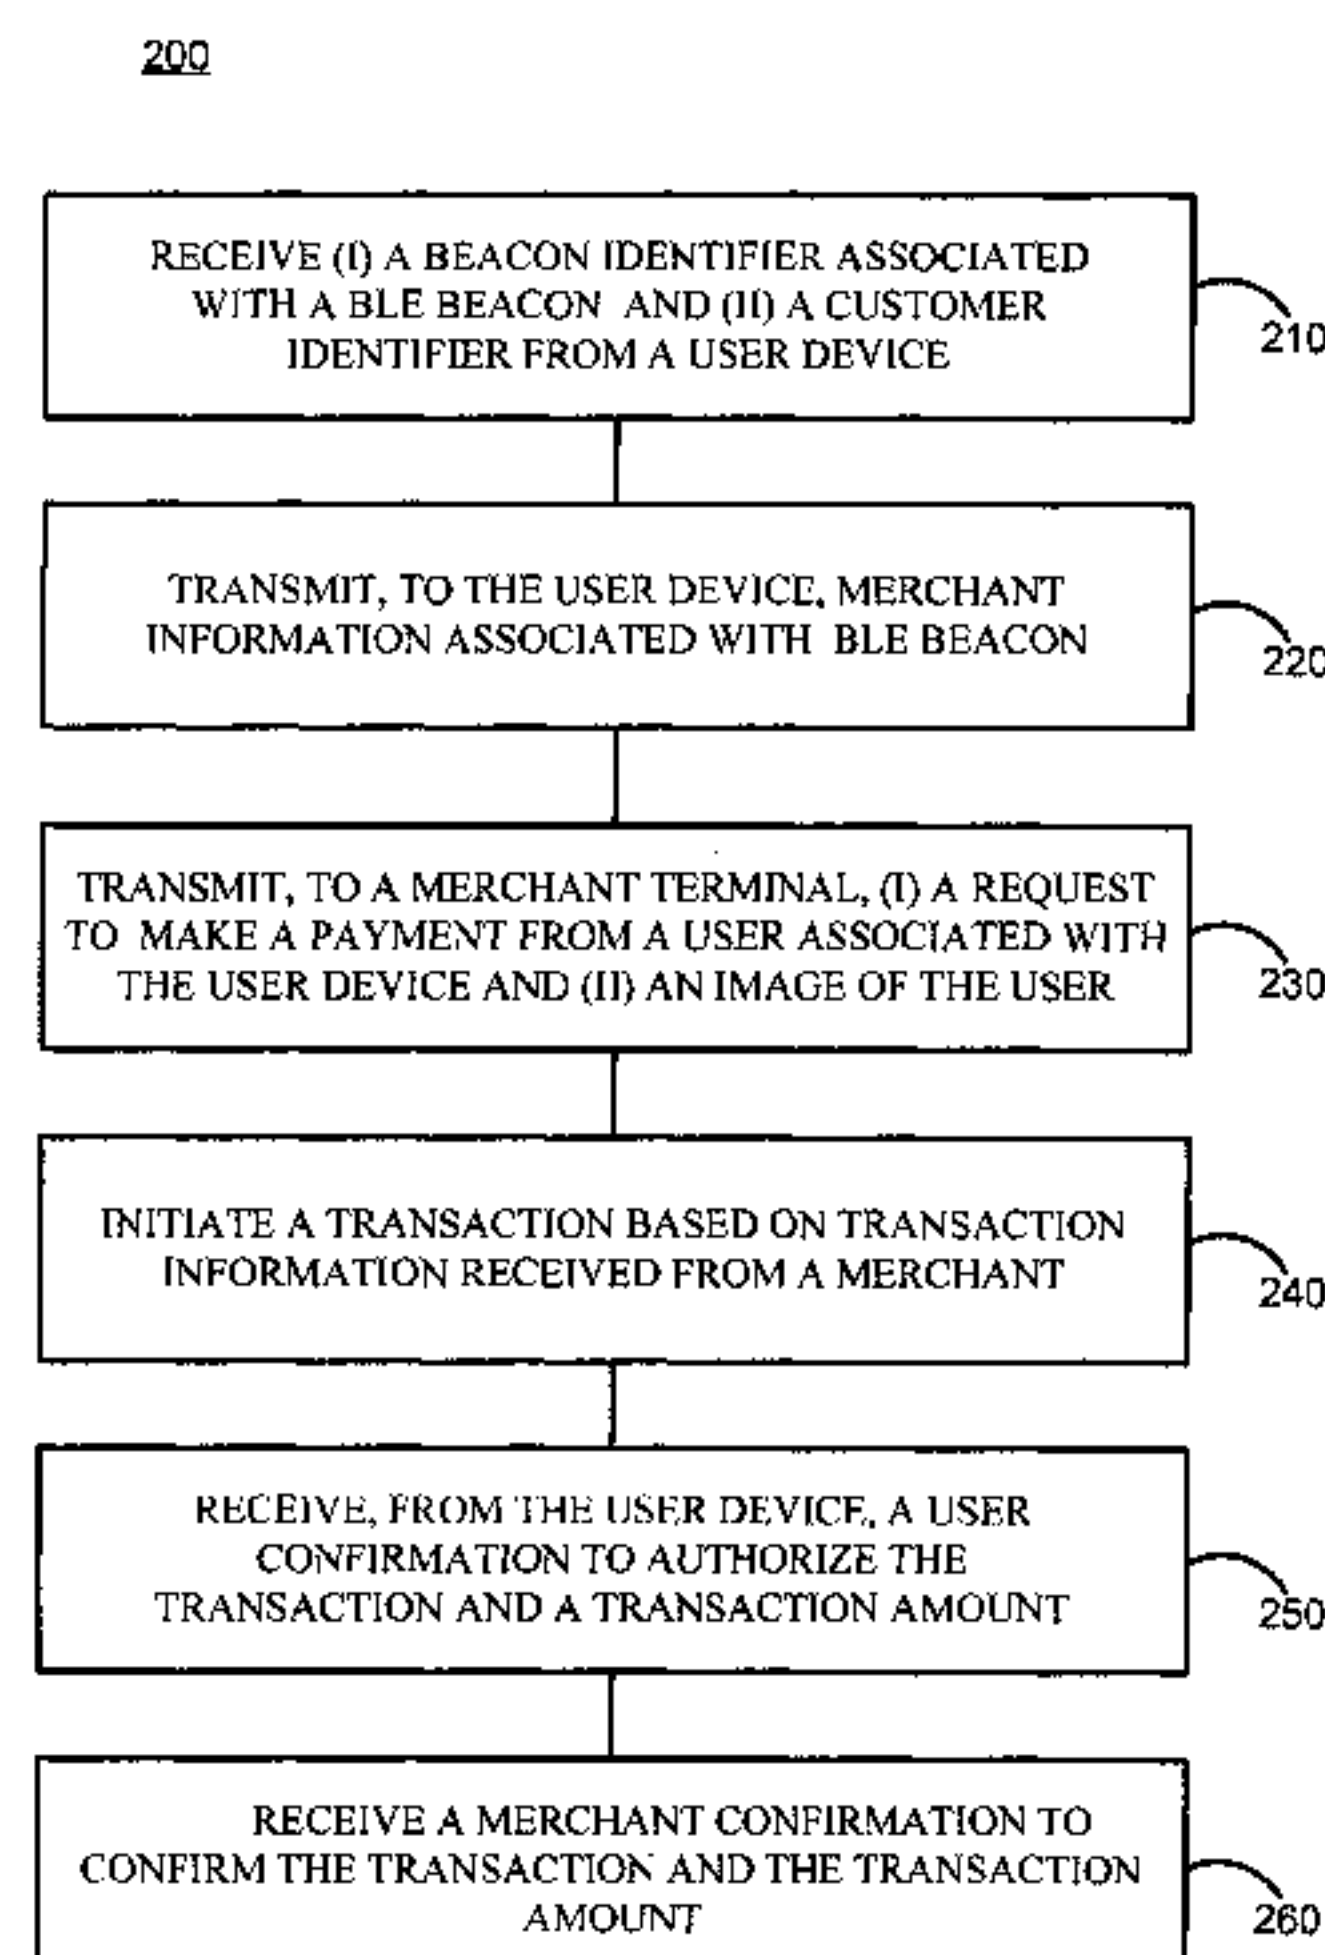 200
RECEIVE (I) A BEACON IDENTIFIER ASSOCIATED
WITH A BLE BEACON AND (II) A CUSTOMER
IDENTIFIER FROM A USER DEVICE
210
TRANSMIT, TO THE USER DEVICE, MERCHANT
INFORMATION ASSOCIATED WITH BLE BEACON
220
TRANSMIT, TO A MERCHANT TERMINAL, (I) A REQUEST
TO MAKE A PAYMENT FROM A USER ASSOCIATED WITH
THE USER DEVICE AND (II) AN IMAGE OF THE USER
230
INITIATE A TRANSACTION BASED ON TRANSACTION
INFORMATION RECEIVED FROM A MERCHANT
240
RECEIVE, FROM THE USER DEVICE, A USER
CONFIRMATION TO AUTHORIZE THE
TRANSACTION AND A TRANSACTION AMOUNT
250
RECEIVE A MERCHANT CONFIRMATION TO
CONFIRM THE TRANSACTION AND THE TRANSACTION
AMOUNT
260